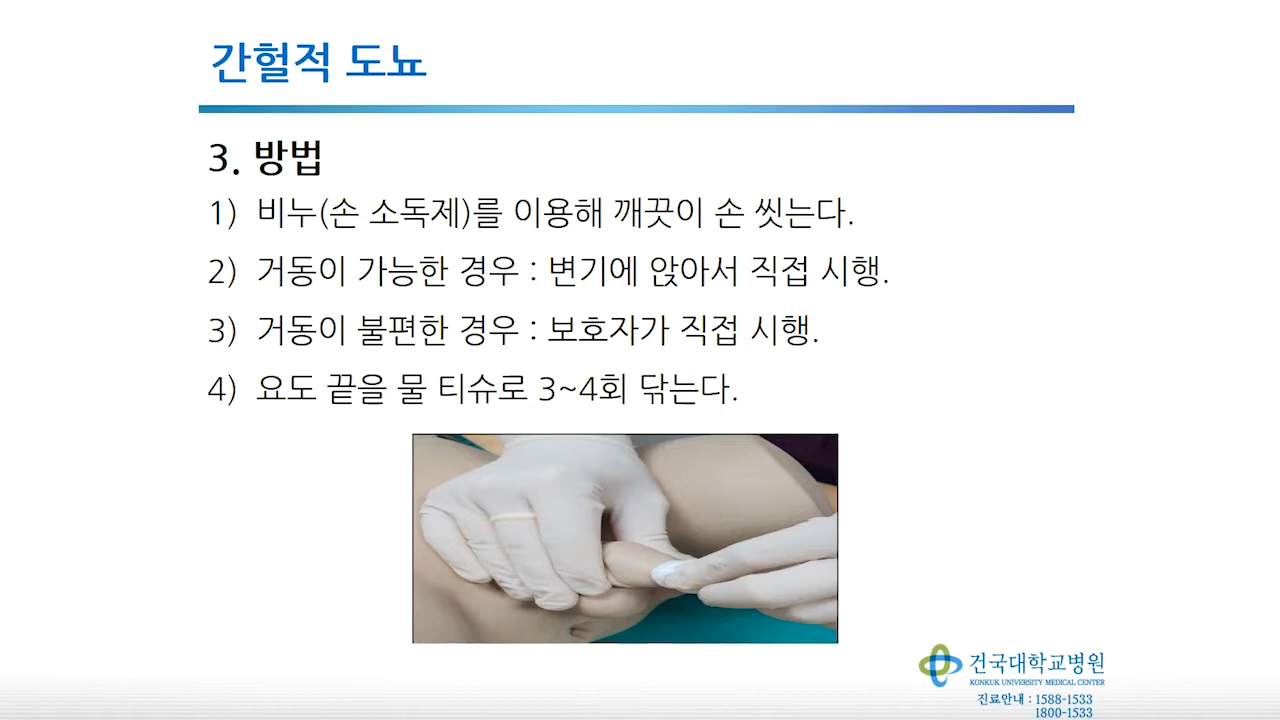 간헐적 도뇨
3. 방법
1) 비누(손 소독제)를 이용해 깨끗이 손 씻는다.
2) 거동이 가능한 경우 : 변기에 앉아서 직접 시행.
3) 거동이 불편한 경우 : 보호자가 직접 시행.
4) 요도 끝을 물 티슈로 3~4회 닦는다.
건국대학교병원
KONKUK UNIVERSITY MEDICAL CENTER
진료안내 : 1588-1533
1800-1533